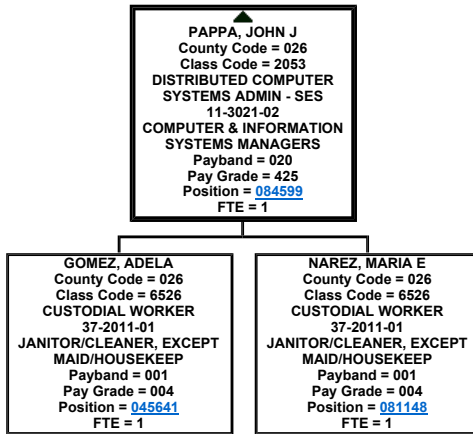 PAPPA, JOHN J
County Code = 026
Class Code = 2053
DISTRIBUTED COMPUTER
SYSTEMS ADMIN - SES
11-3021-02
COMPUTER & INFORMATION
SYSTEMS MANAGERS
Payband = 020
Pay Grade = 425
Position = 084599
FTE = 1
GOMEZ, ADELA
County Code = 026
Class Code = 6526
CUSTODIAL WORKER
37-2011-01
JANITOR/CLEANER, EXCEPT
MAID/HOUSEKEEP
Payband = 001
Pay Grade = 004
Position = 045641
FTE = 1
NAREZ, MARIA E
County Code = 026
Class Code = 6526
CUSTODIAL WORKER
37-2011-01
JANITOR/CLEANER, EXCEPT
MAID/HOUSEKEEP
Payband = 001
Pay Grade = 004
Position = 081148
FTE = 1